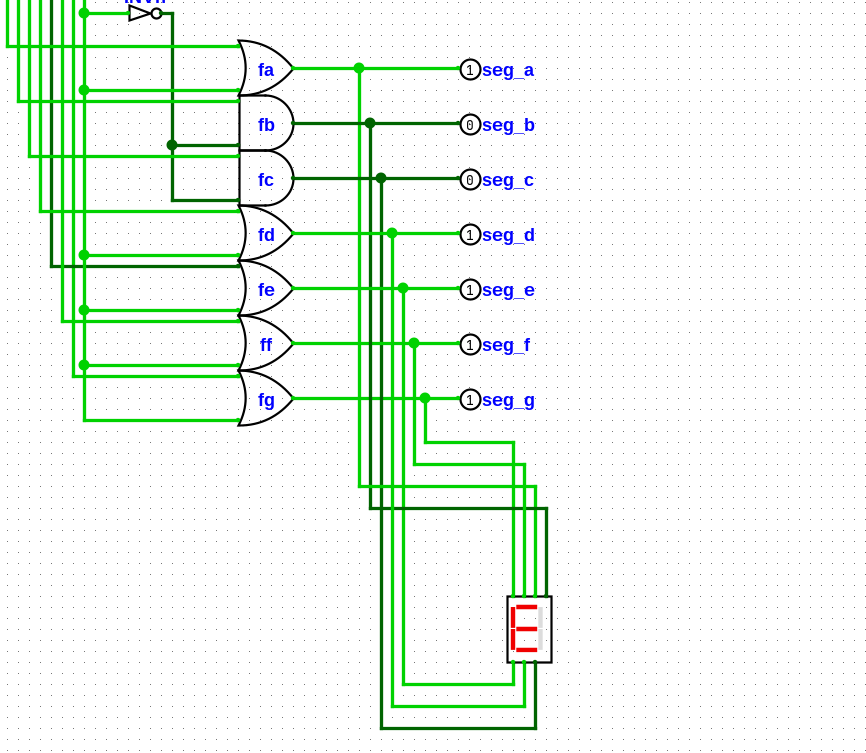 fa 1 seg_a
fb 0 seg_b
fc 0 seg_c
fd 1 seg_d
fe 1 seg_e
ff 1 seg_f
fg 1 seg_g
E